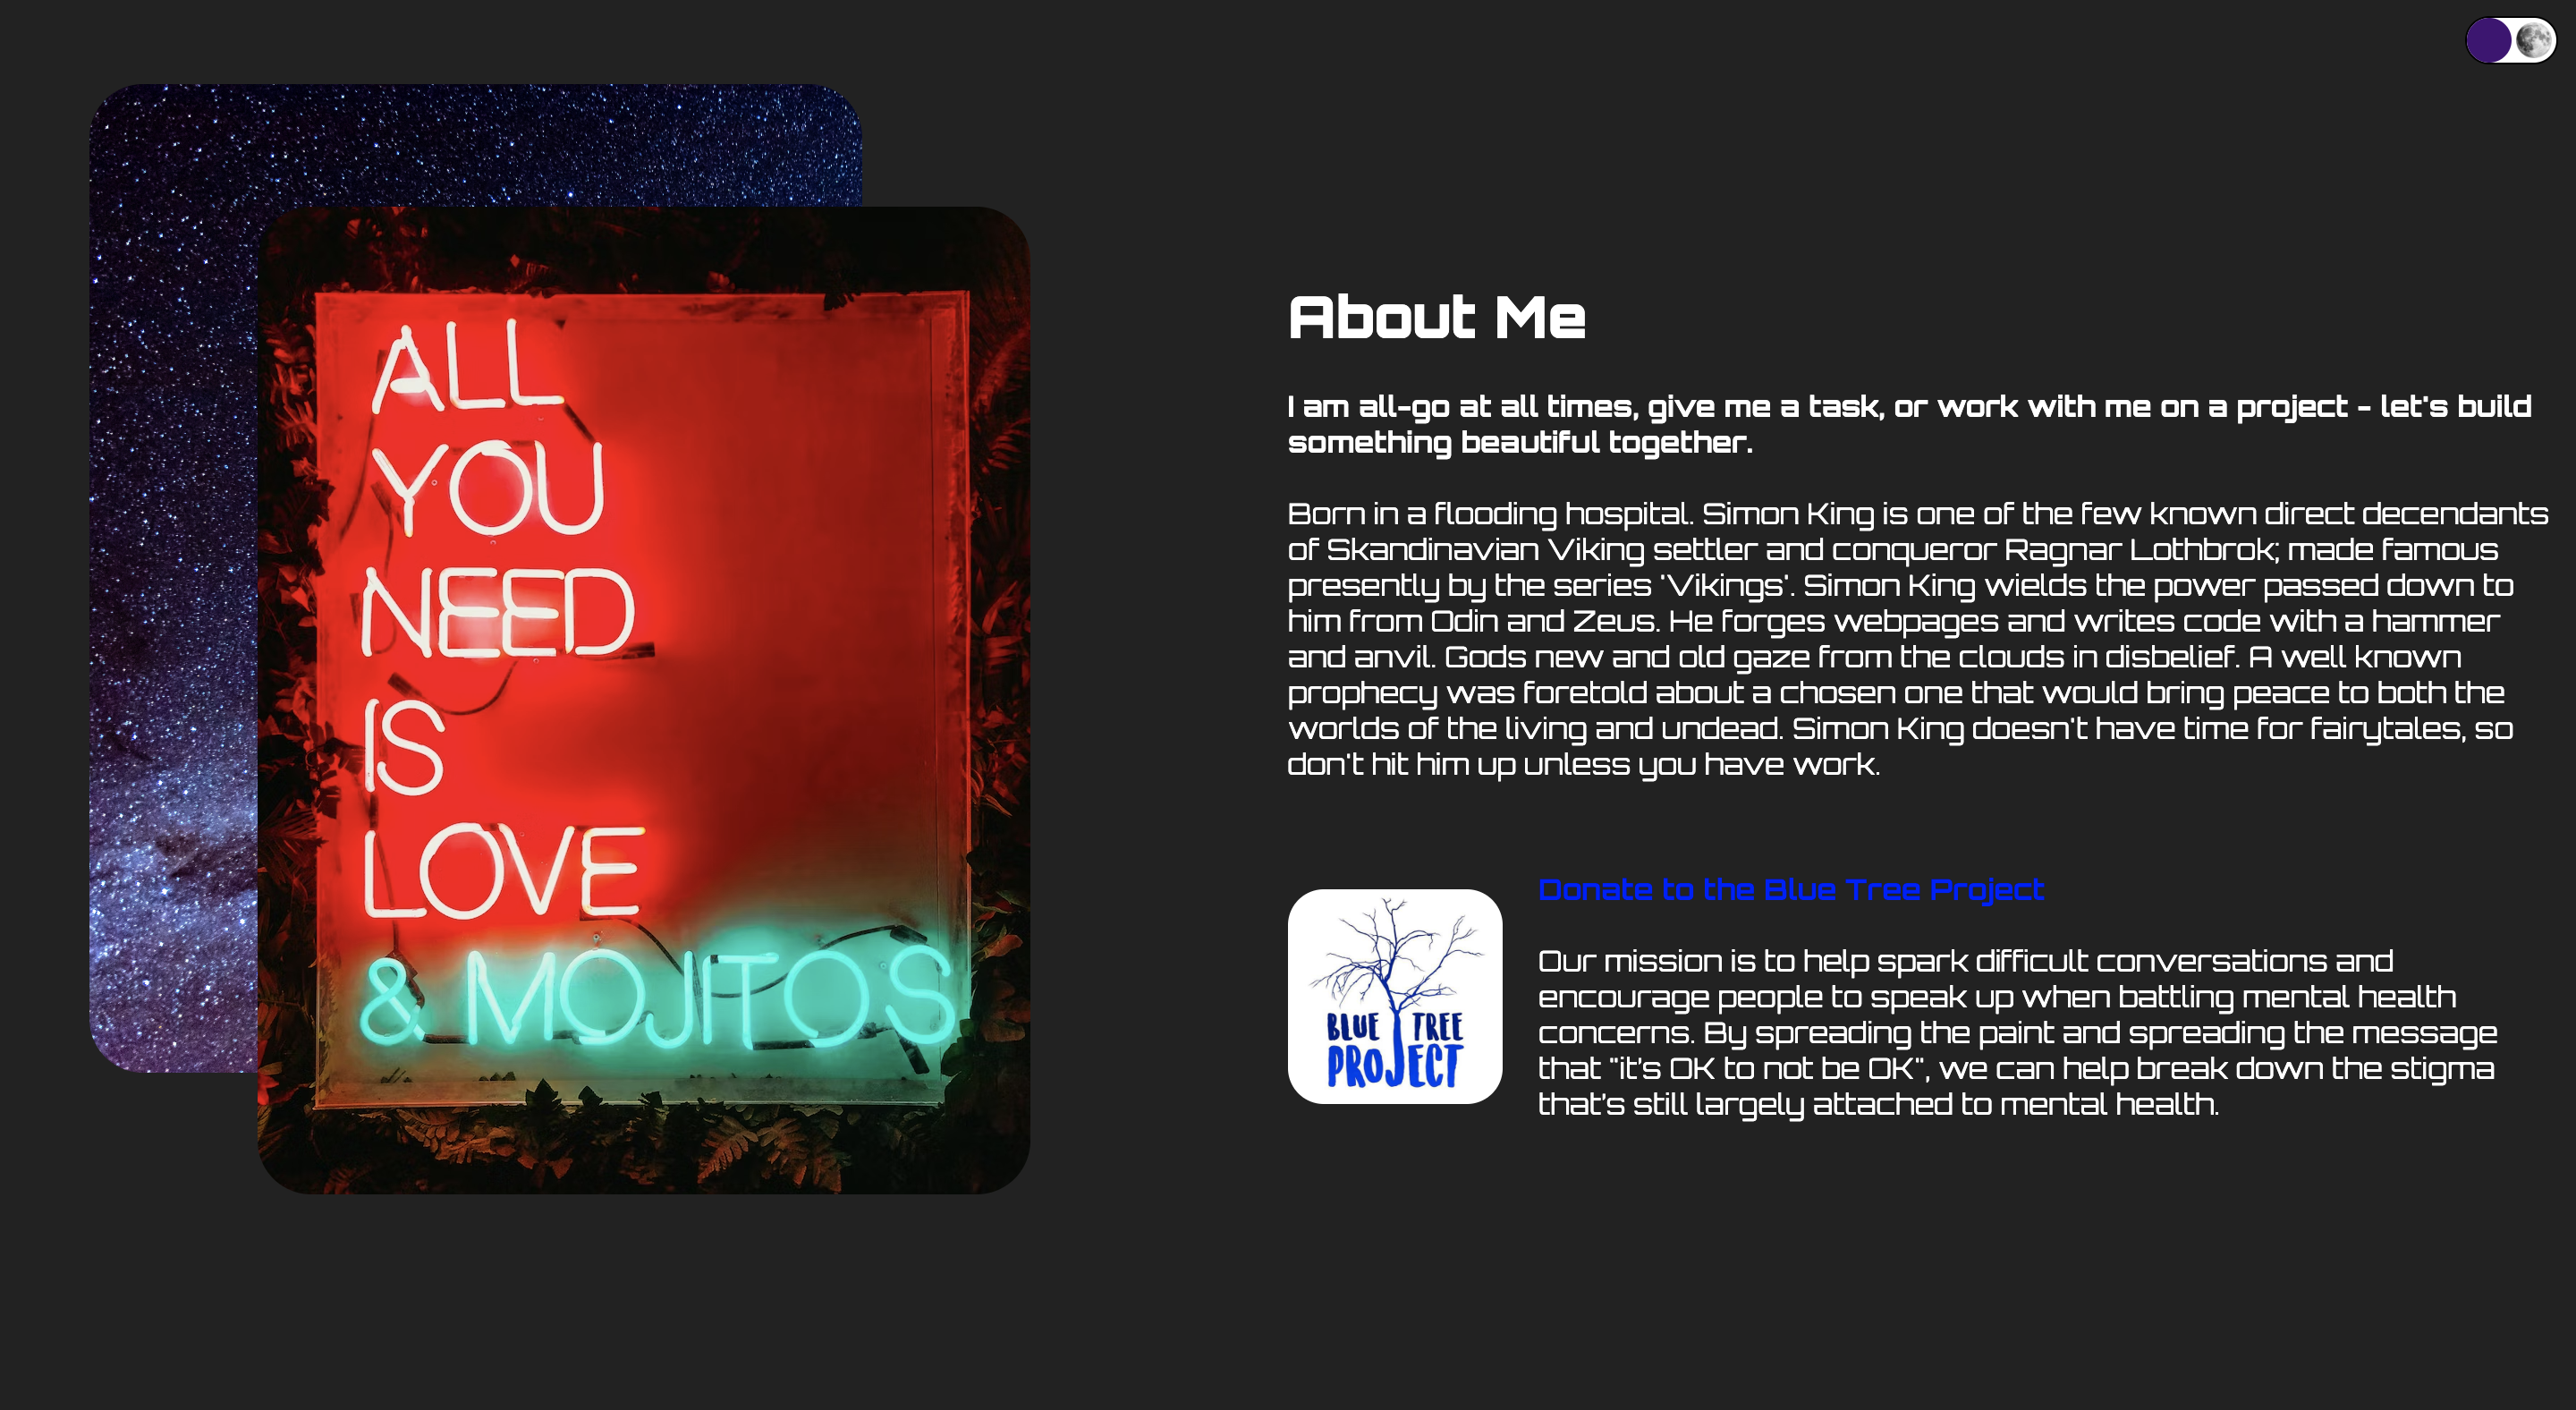 ALL
YOU
NEED
IS
LOVE
& MOJITOS
About Me
I am all-go at all times, give me a task, or work with me on a project - let's build
something beautiful together.
Born in a flooding hospital. Simon King is one of the few known direct decendants
of Skandinavian Viking settler and conqueror Ragnar Lothbrok; made famous
presently by the series 'Vikings'. Simon King wields the power passed down to
him from Odin and Zeus. He forges webpages and writes code with a hammer
and anvil. Gods new and old gaze from the clouds in disbelief. A well known
prophecy was foretold about a chosen one that would bring peace to both the
worlds of the living and undead. Simon King doesn't have time for fairytales, so
don't hit him up unless you have work.
BLUE TREE
PROJECT
Donate to the Blue Tree Project
Our mission is to help spark difficult conversations and
encourage people to speak up when battling mental health
concerns. By spreading the paint and spreading the message
that "it's OK to not be OK", we can help break down the stigma
that's still largely attached to mental health.